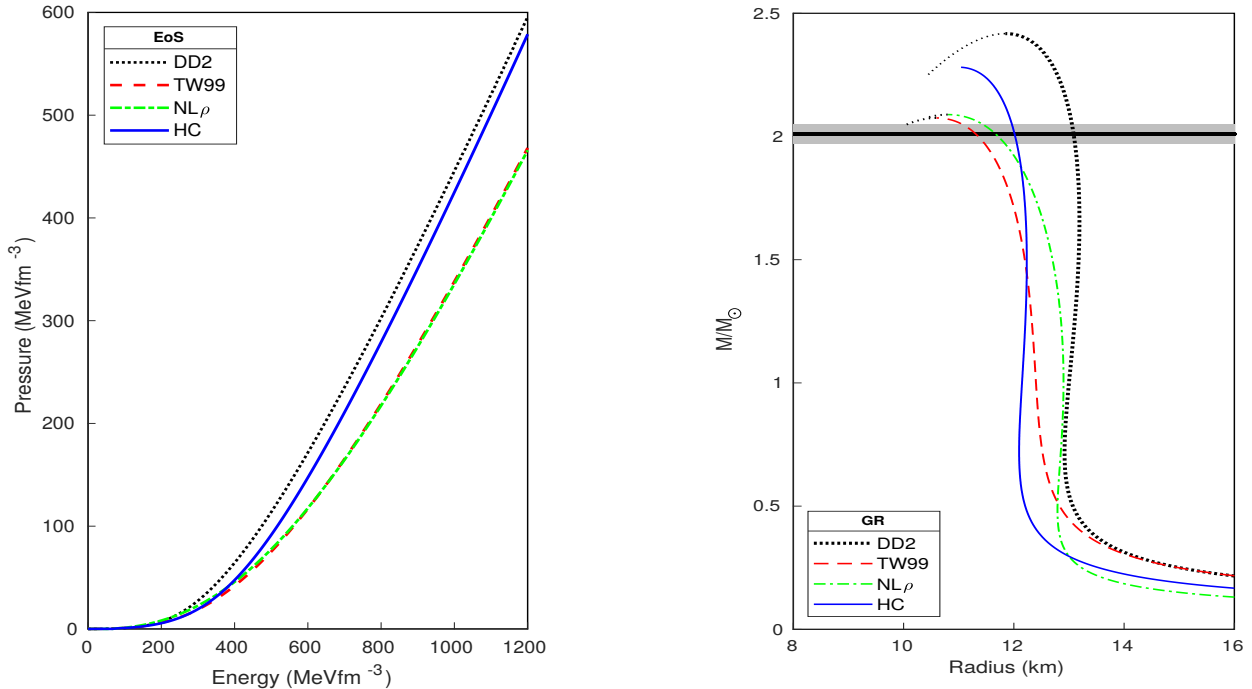 600
500
400
300
200
100
0
Pressure (MeVfm -3)
EoS
DD2
TW99
NLρ
HC
0
200
400
600
800
1000
1200
Energy (MeVfm -3)
2.5
2
1.5
1
0.5
0
M/M⊙
GR
DD2
TW99
NLρ
HC
8
10
12
14
16
Radius (km)